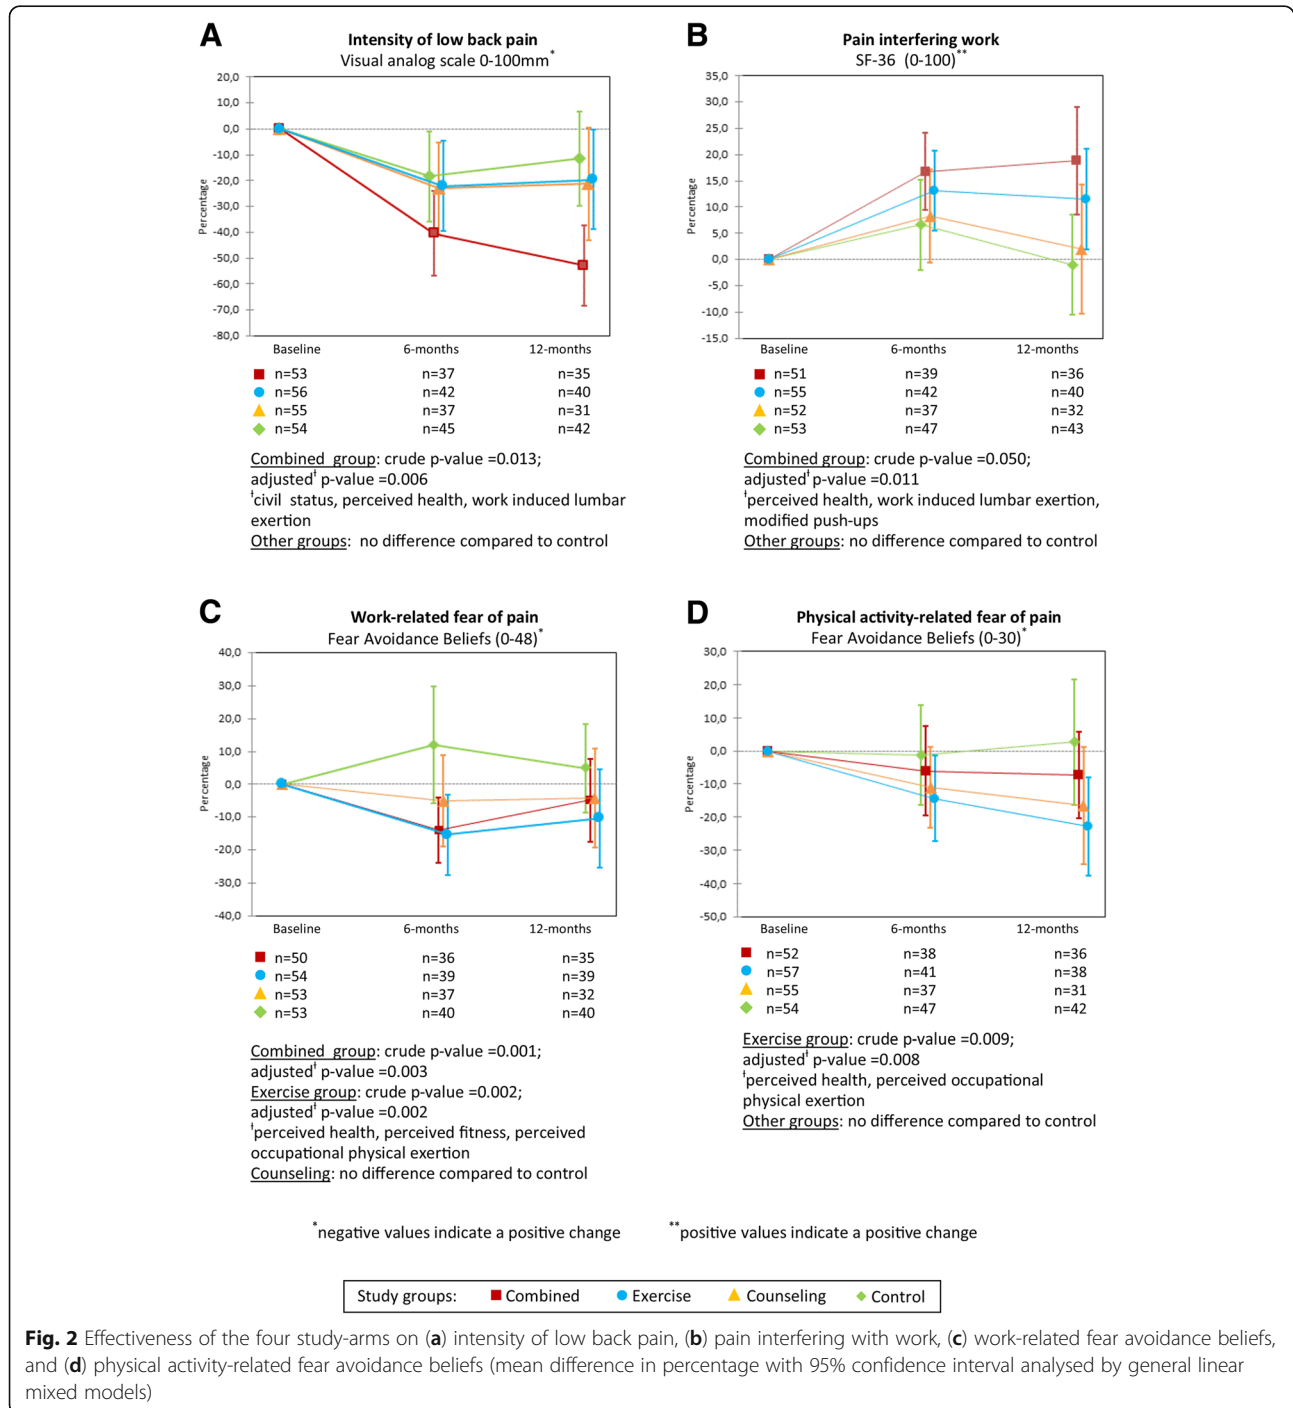 A
Intensity of low back pain
Visual analog scale 0-100mm*
20,0
10,0
0,0
-10,0
-20,0
-30,0
-40,0
-50,0
-60,0
-70,0
-80,0
Percentage
Baseline 6-months 12-months
n=53 n=37 n=35
n=56 n=42 n=40
n=55 n=37 n=31
n=54 n=45 n=42
Combined group: crude p-value =0.013;
adjusted† p-value =0.006
†civil status, perceived health, work induced lumbar
exertion
Other groups: no difference compared to control
B
Pain interfering work
SF-36 (0-100)**
35,0
30,0
25,0
20,0
15,0
10,0
5,0
0,0
-5,0
-10,0
-15,0
Percentage
Baseline 6-months 12-months
n=51 n=39 n=36
n=55 n=42 n=40
n=52 n=37 n=32
n=53 n=47 n=43
Combined group: crude p-value =0.050;
adjusted† p-value =0.011
†perceived health, work induced lumbar exertion,
modified push-ups
Other groups: no difference compared to control
C
Work-related fear of pain
Fear Avoidance Beliefs (0-48)*
40,0
30,0
20,0
10,0
0,0
-10,0
-20,0
-30,0
-40,0
Percentage
Baseline 6-months 12-months
n=50 n=36 n=35
n=54 n=39 n=39
n=53 n=37 n=32
n=53 n=40 n=40
Combined group: crude p-value =0.001;
adjusted† p-value =0.003
Exercise group: crude p-value =0.002;
adjusted† p-value =0.002
†perceived health, perceived fitness, perceived
occupational physical exertion
Counseling: no difference compared to control
D
Physical activity-related fear of pain
Fear Avoidance Beliefs (0-30)*
30,0
20,0
10,0
0,0
-10,0
-20,0
-30,0
-40,0
-50,0
Percentage
Baseline 6-months 12-months
n=52 n=38 n=36
n=57 n=41 n=38
n=55 n=37 n=31
n=54 n=47 n=42
Exercise group: crude p-value =0.009;
adjusted† p-value =0.008
†perceived health, perceived occupational
physical exertion
Other groups: no difference compared to control
*negative values indicate a positive change **positive values indicate a positive change
Study groups: Combined Exercise Counseling Control
Fig. 2 Effectiveness of the four study-arms on (a) intensity of low back pain, (b) pain interfering with work, (c) work-related fear avoidance beliefs,
and (d) physical activity-related fear avoidance beliefs (mean difference in percentage with 95% confidence interval analysed by general linear
mixed models)